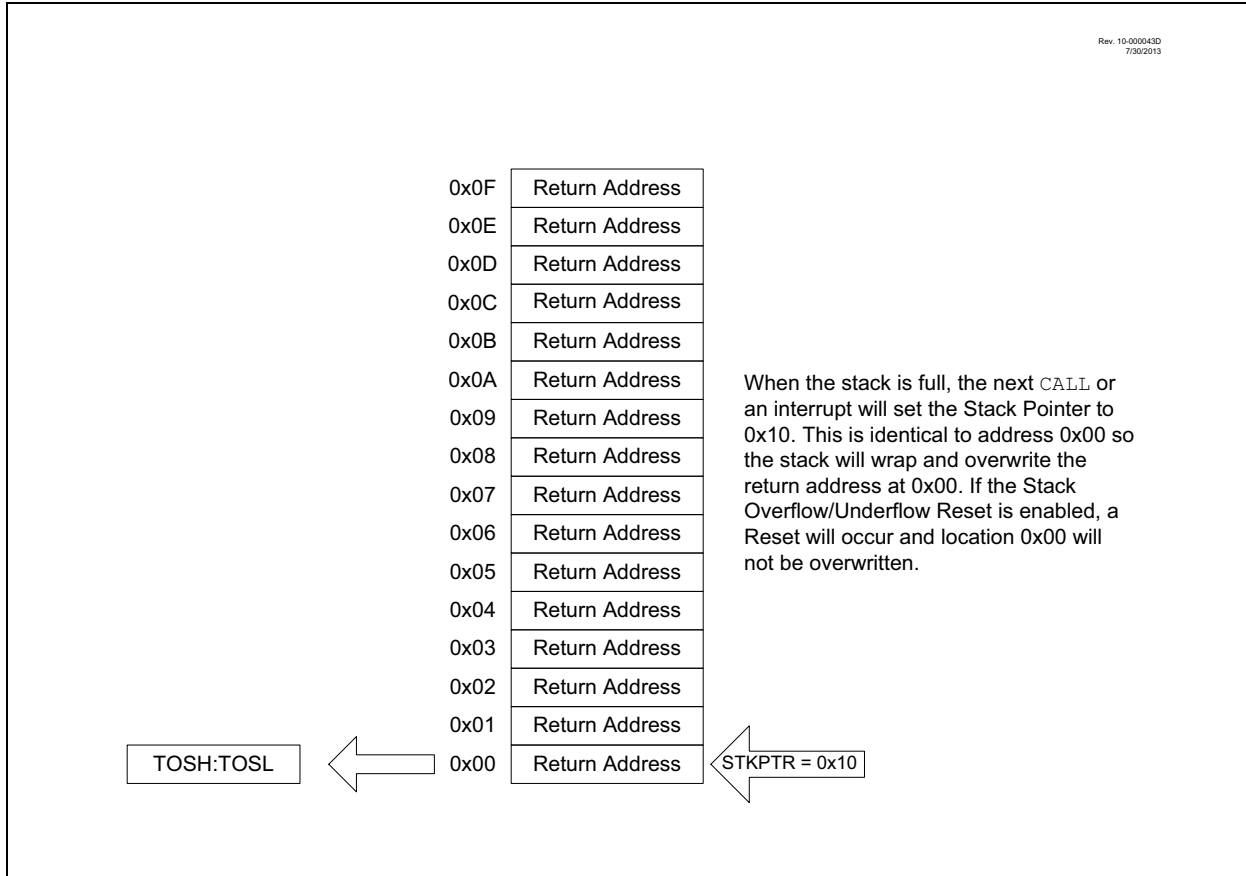 Rev. 10-000043D
7/30/2013
0x0F Return Address
0x0E Return Address
0x0D Return Address
0x0C Return Address
0x0B Return Address
0x0A Return Address
0x09 Return Address
0x08 Return Address
0x07 Return Address
0x06 Return Address
0x05 Return Address
0x04 Return Address
0x03 Return Address
0x02 Return Address
0x01 Return Address
TOSH:TOSL 0x00 Return Address STKPTR = 0x10
When the stack is full, the next CALL or
an interrupt will set the Stack Pointer to
0x10. This is identical to address 0x00 so
the stack will wrap and overwrite the
return address at 0x00. If the Stack
Overflow/Underflow Reset is enabled, a
Reset will occur and location 0x00 will
not be overwritten.